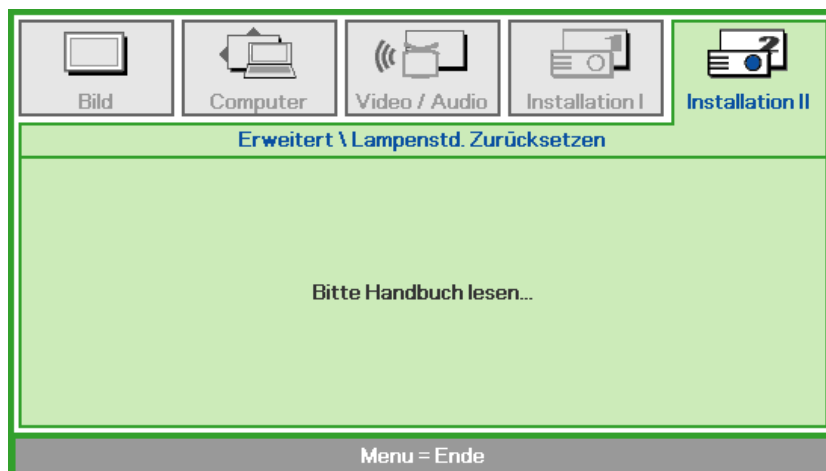 Bild
Computer
Video / Audio
Installation I
Installation II
Erweitert \ Lampenstd. Zurücksetzen
Bitte Handbuch lesen...
Menu = Ende